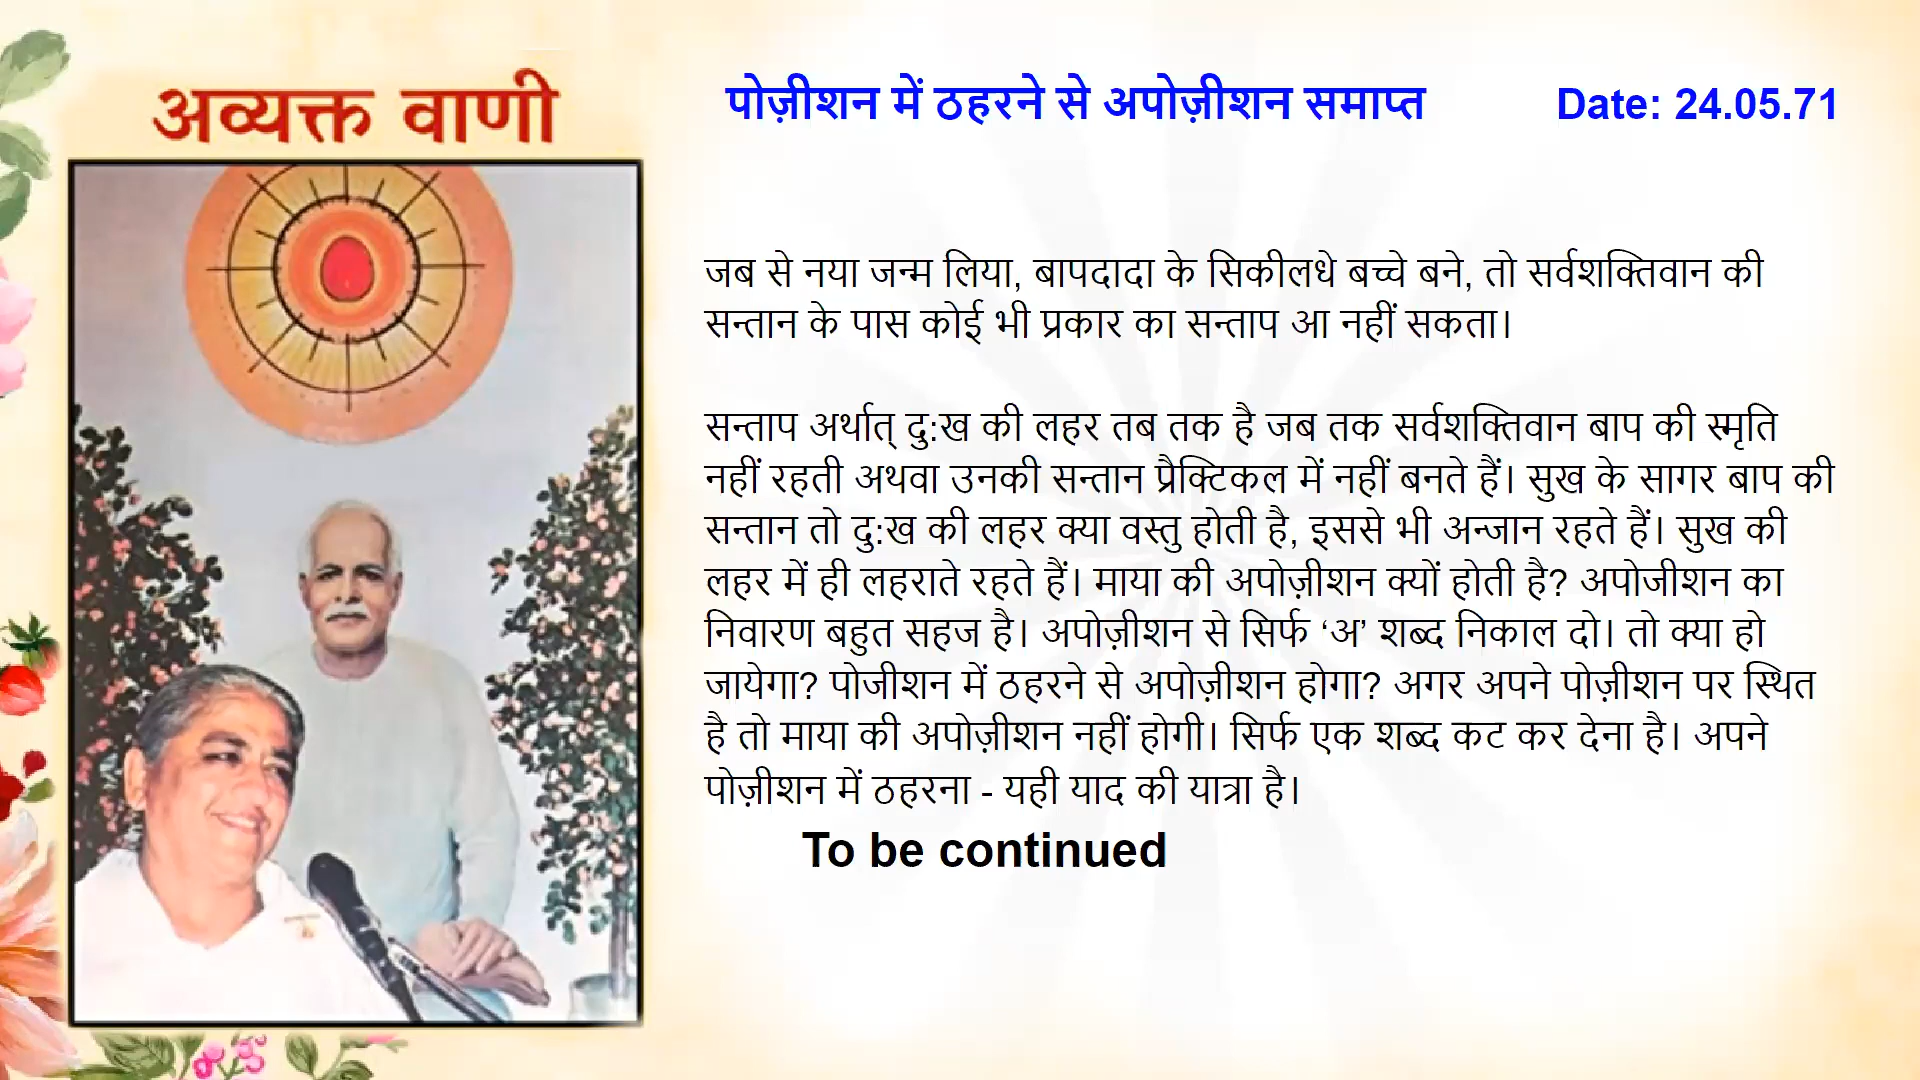 अव्यक्त वाणी
पोज़ीशन में ठहरने से अपोज़ीशन समाप्त Date: 24.05.71
जब से नया जन्म लिया, बापदादा के सिकीलधे बच्चे बने, तो सर्वशक्तिवान की
सन्तान के पास कोई भी प्रकार का सन्ताप आ नहीं सकता।
सन्ताप अर्थात् दु:ख की लहर तब तक है जब तक सर्वशक्तिवान बाप की स्मृति
नहीं रहती अथवा उनकी सन्तान प्रैक्टिकल में नहीं बनते हैं। सुख के सागर बाप की
सन्तान तो दु:ख की लहर क्या वस्तु होती है, इससे भी अन्जान रहते हैं। सुख की
लहर में ही लहराते रहते हैं। माया की अपोज़ीशन क्यों होती है? अपोजीशन का
निवारण बहुत सहज है। अपोज़ीशन से सिर्फ ‘अ’ शब्द निकाल दो। तो क्या हो
जायेगा? पोजीशन में ठहरने से अपोज़ीशन होगा? अगर अपने पोज़ीशन पर स्थित
है तो माया की अपोज़ीशन नहीं होगी। सिर्फ एक शब्द कट कर देना है। अपने
पोज़ीशन में ठहरना - यही याद की यात्रा है।
To be continued